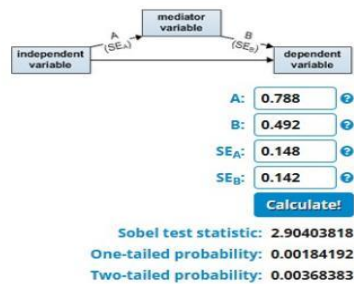 mediator
variable
A
(SEA)
B
(SEB)
independent
variable
dependent
variable
A: 0.788 ?
B: 0.492 ?
SEA: 0.148 ?
SEB: 0.142 ?
Calculate!
Sobel test statistic: 2.90403818
One-tailed probability: 0.00184192
Two-tailed probability: 0.00368383